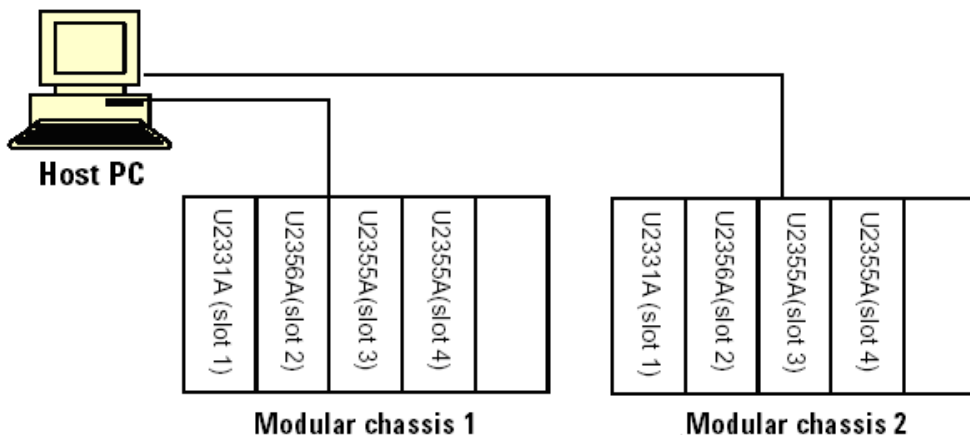 Host PC
U2331A (slot 1)
U2356A(slot 2)
U2355A(slot 3)
U2355A(slot 4)
Modular chassis 1
U2331A (slot 1)
U2356A(slot 2)
U2355A(slot 3)
U2355A(slot 4)
Modular chassis 2